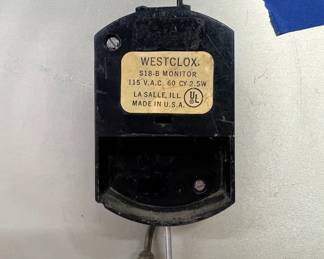 WESTCLOX®
S18-B MONITOR
115 V.A.C. 60 CY 2.5W
LA SALLE, ILL. UL
MADE IN U.S.A.